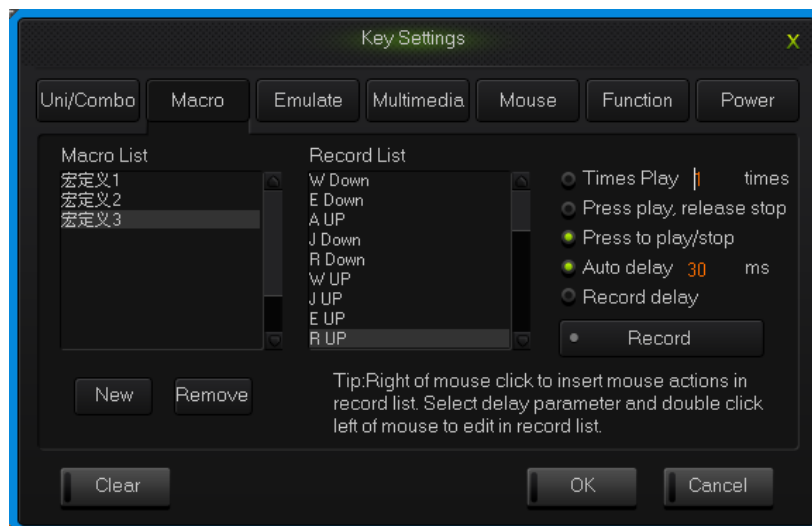 Key Settings
X
Uni/Combo Macro Emulate Multimedia Mouse Function Power
Macro List
宏定义1
宏定义2
宏定义3
Record List
W Down
E Down
A UP
J Down
R Down
W UP
J UP
E UP
R UP
Times Play 1 times
Press play, release stop
Press to play/stop
Auto delay 30 ms
Record delay
Record
New Remove
Tip:Right of mouse click to insert mouse actions in
record list. Select delay parameter and double click
left of mouse to edit in record list.
Clear OK Cancel